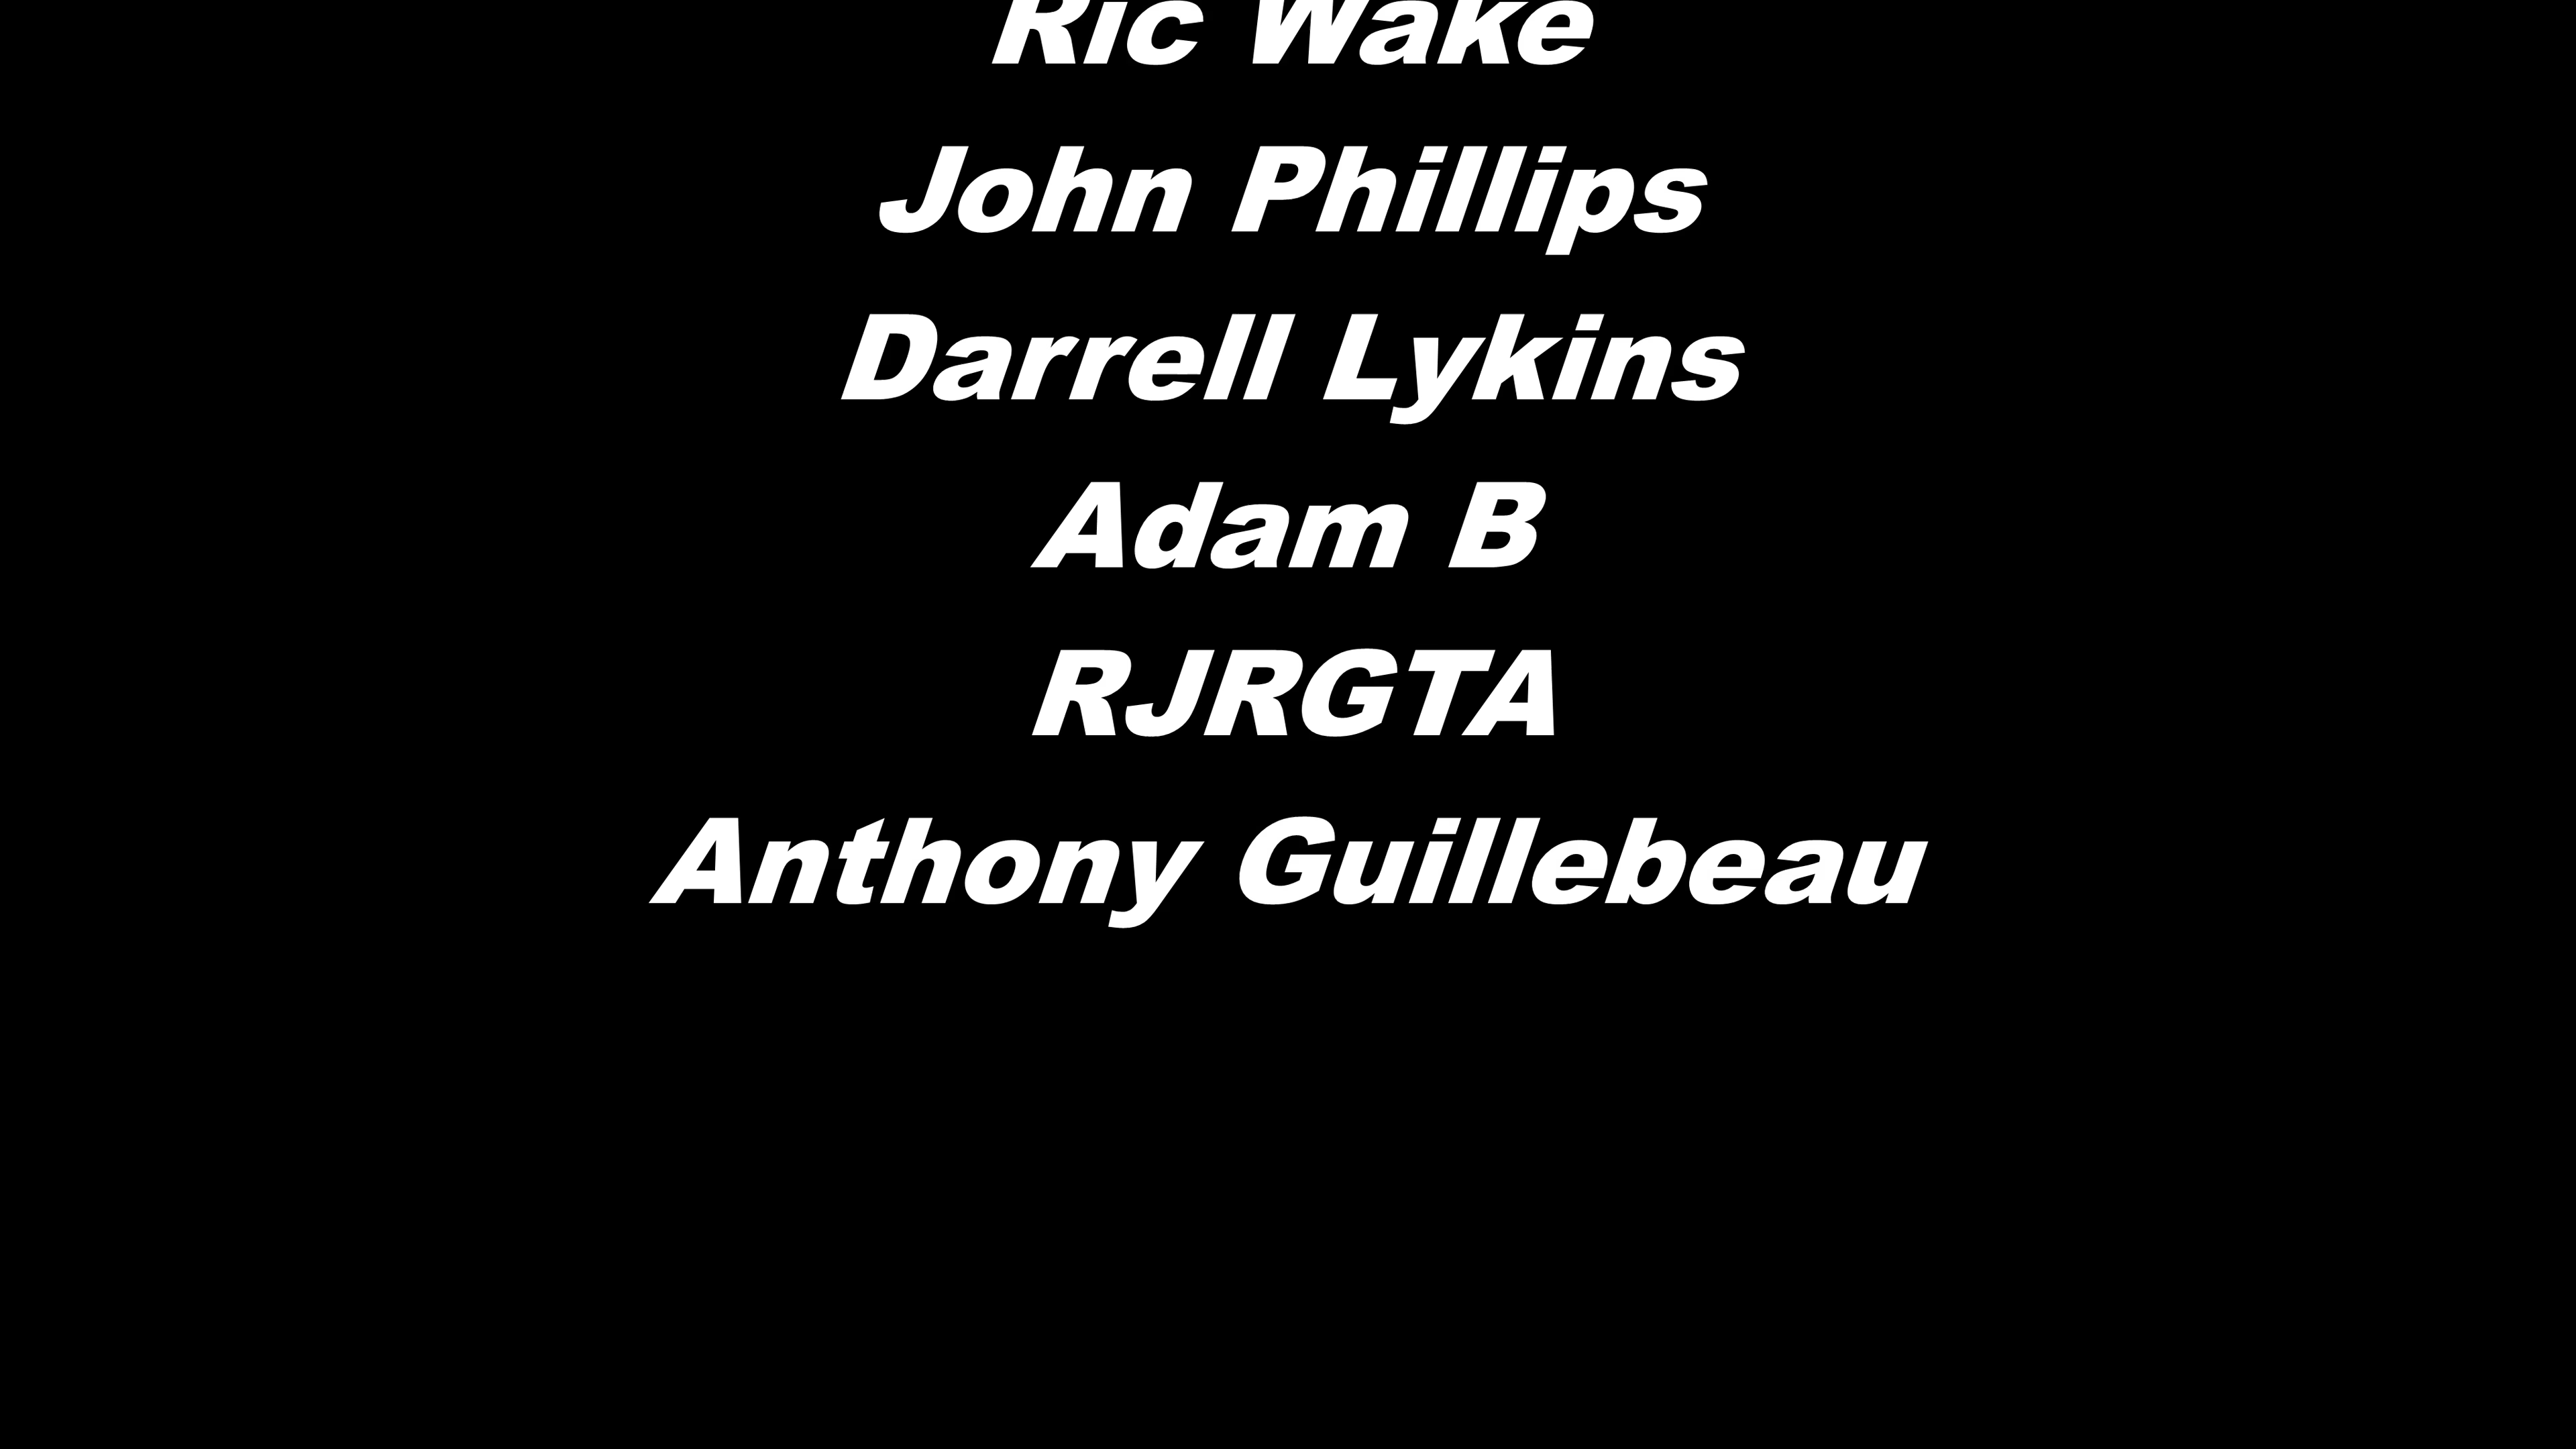 Ric Wake
John Phillips
Darrell Lykins
Adam B
RJRGTA
Anthony Guillebeau